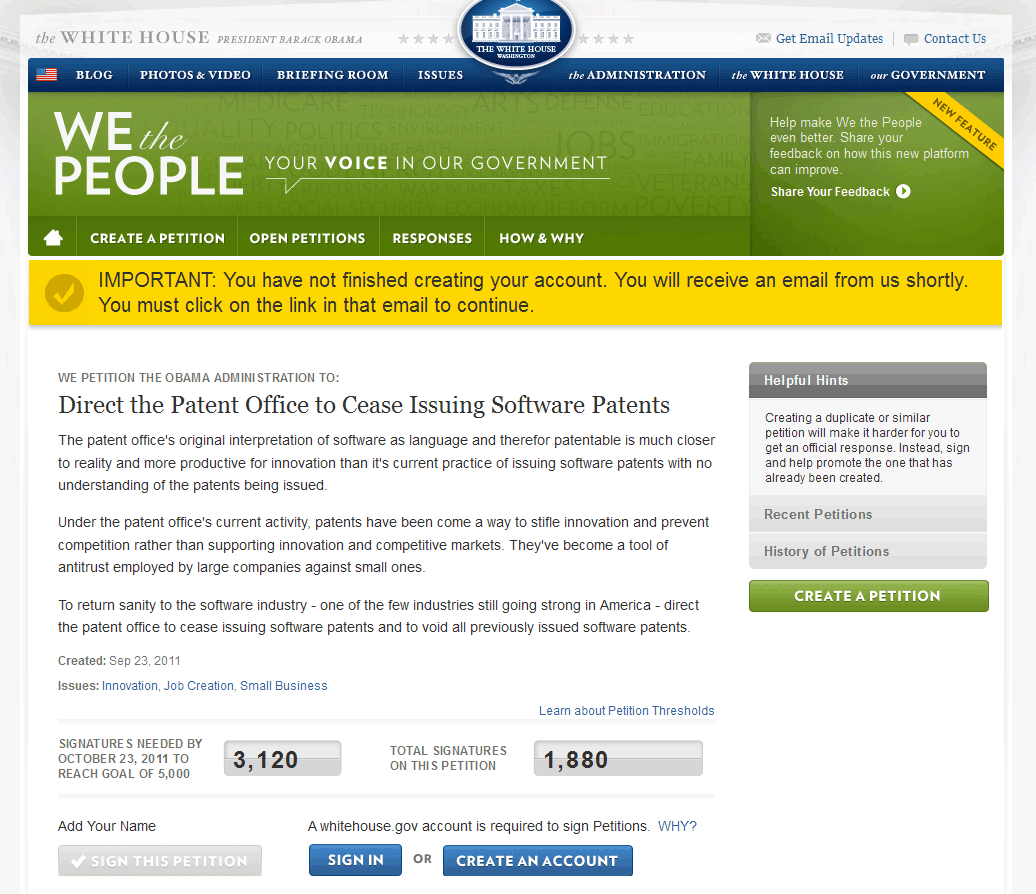 the WHITE HOUSE PRESIDENT BARACK OBAMA
THE WHITE HOUSE
WASHINGTON
Get Email Updates
Contact Us
BLOG
PHOTOS & VIDEO
BRIEFING ROOM
ISSUES
the ADMINISTRATION
the WHITE HOUSE
our GOVERNMENT
WE the
PEOPLE
YOUR VOICE IN OUR GOVERNMENT
MEDICARE
ARTS DEFENSE
EDUCATION
POLITICS
JOBS
IMMIGRATION
FAITH
WOMEN
TAXES
VETERANS
POVERTY
NEW FEATURE
Help make We the People
even better. Share your
feedback on how this new platform
can improve.
Share Your Feedback
CREATE A PETITION
OPEN PETITIONS
RESPONSES
HOW & WHY
IMPORTANT: You have not finished creating your account. You will receive an email from us shortly.
You must click on the link in that email to continue.
WE PETITION THE OBAMA ADMINISTRATION TO:
Direct the Patent Office to Cease Issuing Software Patents
The patent office's original interpretation of software as language and therefor patentable is much closer
to reality and more productive for innovation than it's current practice of issuing software patents with no
understanding of the patents being issued.
Under the patent office's current activity, patents have been come a way to stifle innovation and prevent
competition rather than supporting innovation and competitive markets. They've become a tool of
antitrust employed by large companies against small ones.
To return sanity to the software industry - one of the few industries still going strong in America - direct
the patent office to cease issuing software patents and to void all previously issued software patents.
Created: Sep 23, 2011
Issues: Innovation, Job Creation, Small Business
Learn about Petition Thresholds
SIGNATURES NEEDED BY
OCTOBER 23, 2011 TO
REACH GOAL OF 5,000
3,120
TOTAL SIGNATURES
ON THIS PETITION
1,880
Add Your Name
SIGN THIS PETITION
A whitehouse.gov account is required to sign Petitions. WHY?
SIGN IN
OR
CREATE AN ACCOUNT
Helpful Hints
Creating a duplicate or similar
petition will make it harder for you to
get an official response. Instead, sign
and help promote the one that has
already been created.
Recent Petitions
History of Petitions
CREATE A PETITION